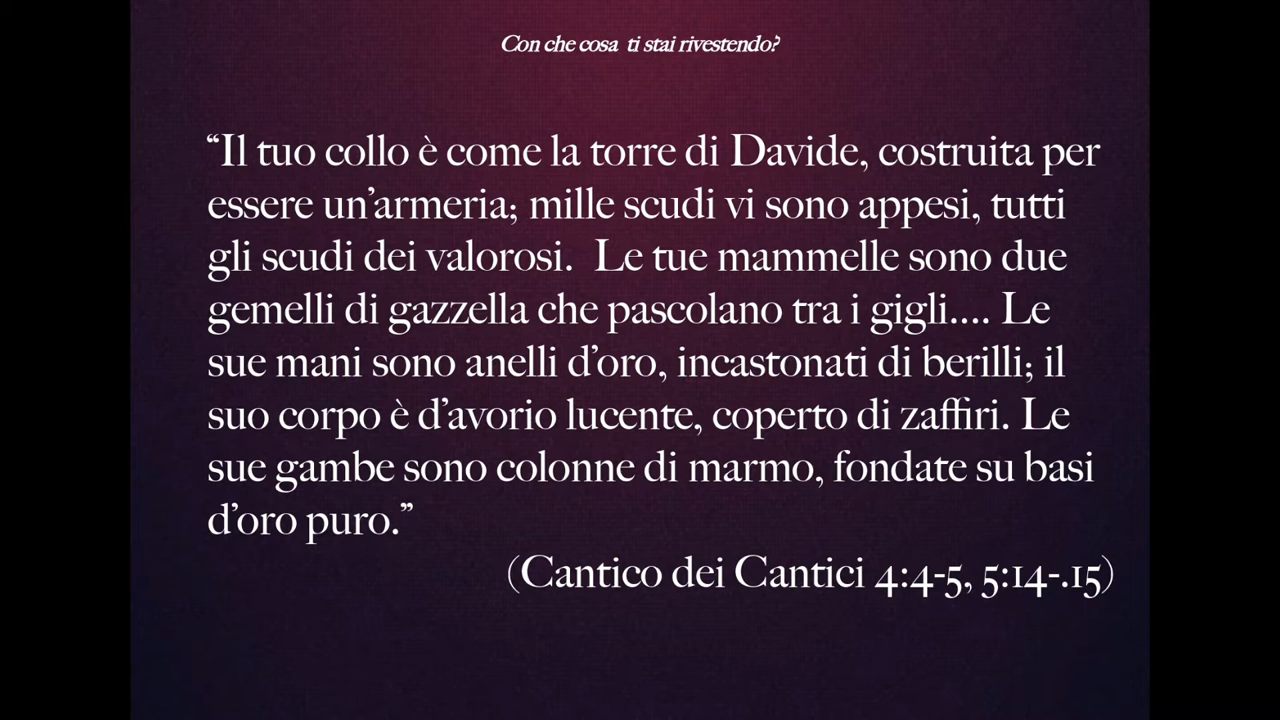 Con che cosa ti stai rivestendo?
“Il tuo collo è come la torre di Davide, costruita per
essere un’armeria; mille scudi vi sono appesi, tutti
gli scudi dei valorosi. Le tue mammelle sono due
gemelli di gazzella che pascolano tra i gigli.... Le
sue mani sono anelli d’oro, incastonati di berilli; il
suo corpo è d’avorio lucente, coperto di zaffiri. Le
sue gambe sono colonne di marmo, fondate su basi
d’oro puro.”
(Cantico dei Cantici 4:4-5, 5:14-.15)